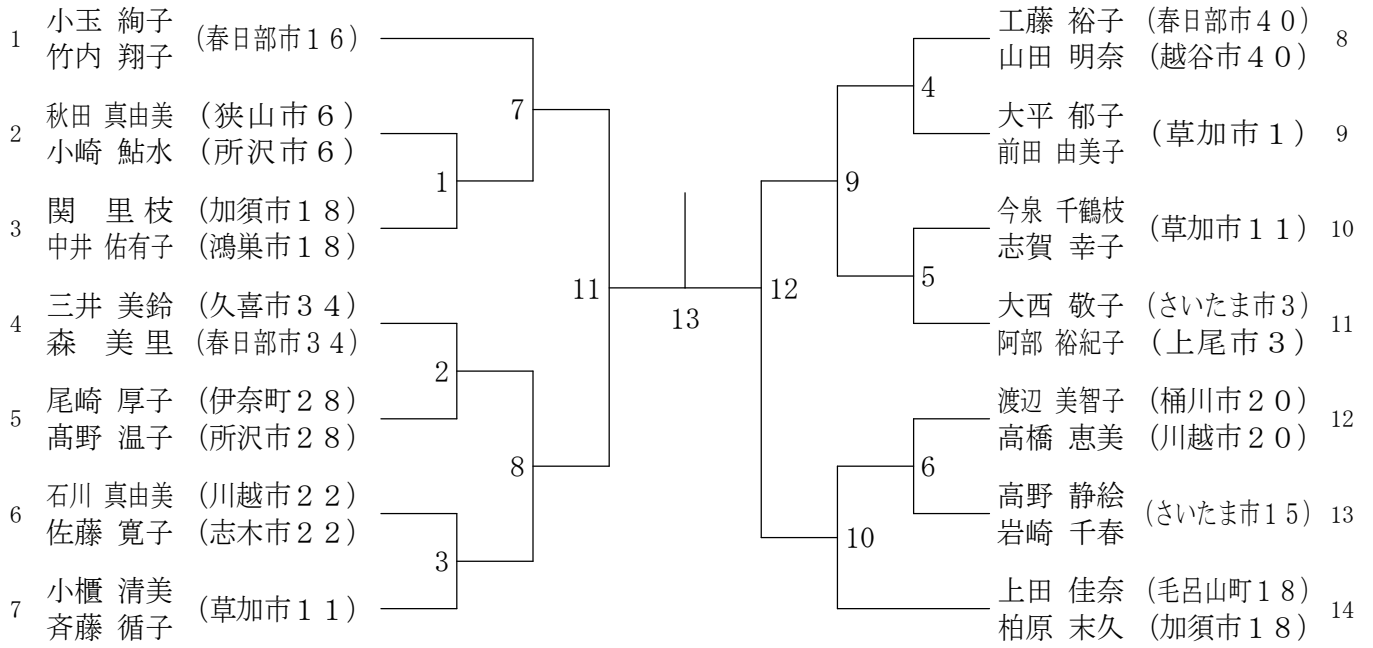 1 小玉 絢子 (春日部市16)
竹内 翔子
2 秋田 真由美 (狭山市6)
小崎 鮎水 (所沢市6)
3 関 里枝 (加須市18)
中井 佑有子 (鴻巣市18)
4 三井 美鈴 (久喜市34)
森 美里 (春日部市34)
5 尾崎 厚子 (伊奈町28)
髙野 温子 (所沢市28)
6 石川 真由美 (川越市22)
佐藤 寛子 (志木市22)
7 小櫃 清美 (草加市11)
斉藤 循子
7
1
2
8
3
11
13
12
9
4
5
6
10
工藤 裕子 (春日部市40) 8
山田 明奈 (越谷市40)
大平 郁子 (草加市1) 9
前田 由美子
今泉 千鶴枝 (草加市11) 10
志賀 幸子
大西 敬子 (さいたま市3) 11
阿部 裕紀子 (上尾市3)
渡辺 美智子 (桶川市20) 12
高橋 恵美 (川越市20)
高野 静絵 (さいたま市15) 13
岩崎 千春
上田 佳奈 (毛呂山町18) 14
柏原 末久 (加須市18)